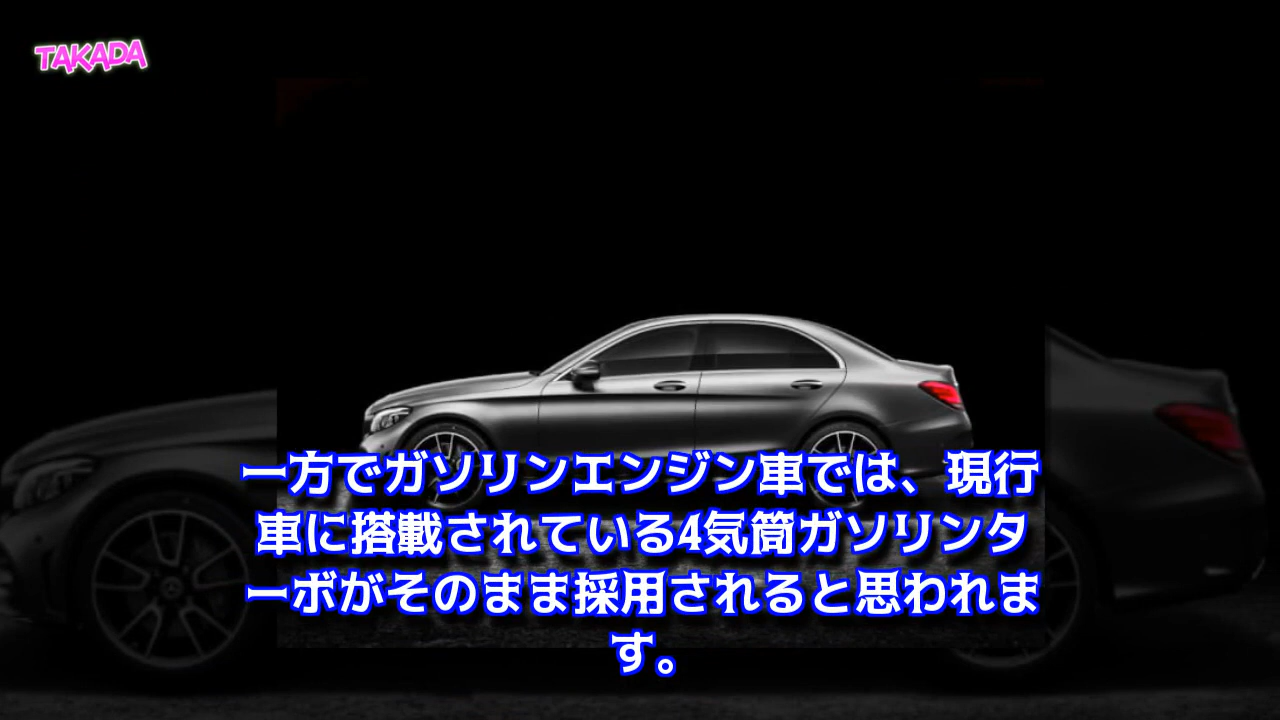 TAKADA
一方でガソリンエンジン車では、現行
車に搭載されている4気筒ガソリンタ
ーボがそのまま採用されると思われま
す。